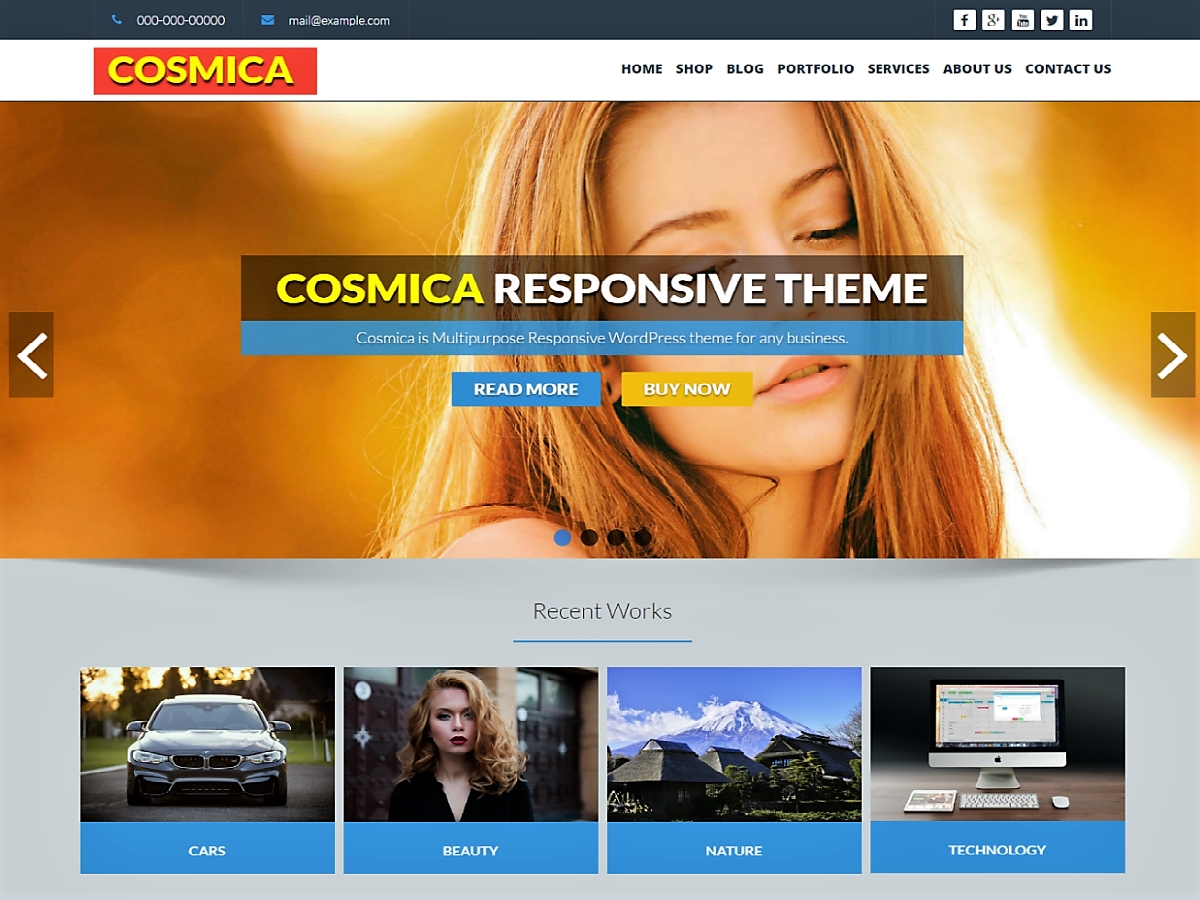 000-000-00000
mail@example.com
COSMICA
HOME SHOP BLOG PORTFOLIO SERVICES ABOUT US CONTACT US
COSMICA RESPONSIVE THEME
Cosmica is Multipurpose Responsive WordPress theme for any business.
READ MORE BUY NOW
Recent Works
CARS BEAUTY NATURE TECHNOLOGY